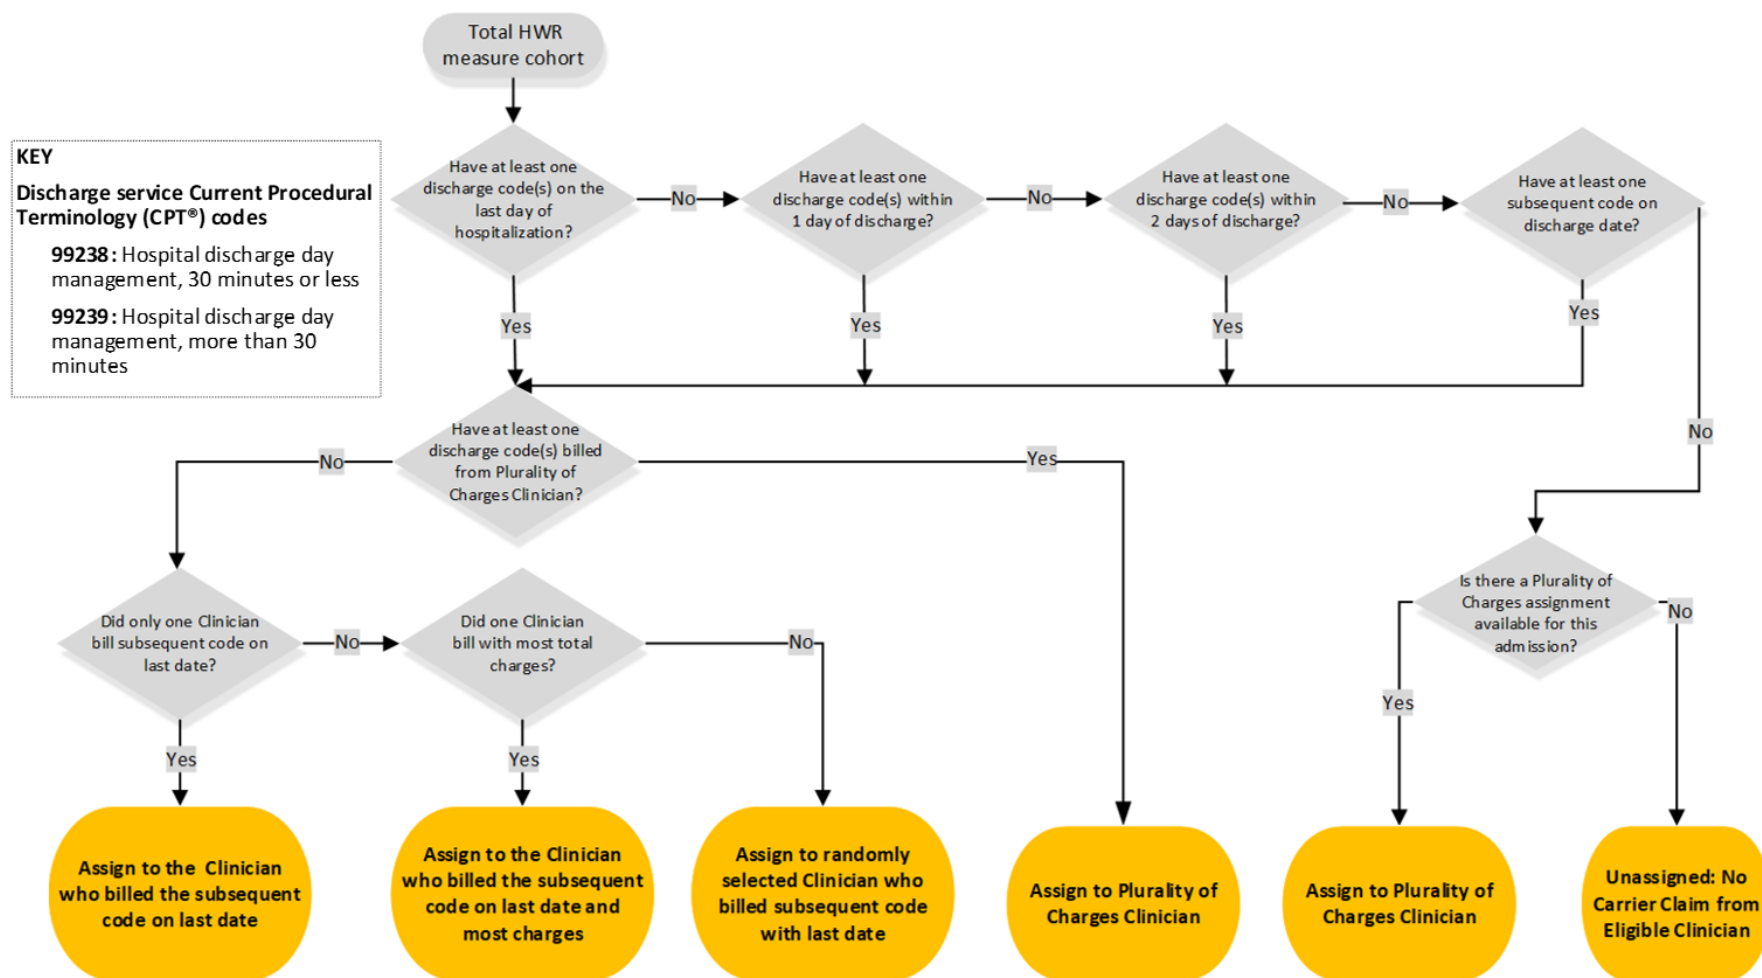 Total HWR
measure cohort
KEY
Discharge service Current Procedural
Terminology (CPT®) codes
99238: Hospital discharge day
management, 30 minutes or less
99239: Hospital discharge day
management, more than 30
minutes
Have at least one
discharge code(s) on the
last day of
hospitalization?
No
Have at least one
discharge code(s) within
1 day of discharge?
No
Have at least one
discharge code(s) within
2 days of discharge?
No
Have at least one
subsequent code on
discharge date?
Yes
Yes
Yes
Yes
No
Have at least one
discharge code(s) billed
from Plurality of
Charges Clinician?
No
Yes
Did only one Clinician
bill subsequent code on
last date?
No
Did one Clinician
bill with most total
charges?
No
Is there a Plurality of
Charges assignment
available for this
admission?
No
Yes
Yes
Yes
Assign to the Clinician
who billed the subsequent
code on last date
Assign to the Clinician
who billed the subsequent
code on last date and
most charges
Assign to randomly
selected Clinician who
billed subsequent code
with last date
Assign to Plurality of
Charges Clinician
Assign to Plurality of
Charges Clinician
Unassigned: No
Carrier Claim from
Eligible Clinician